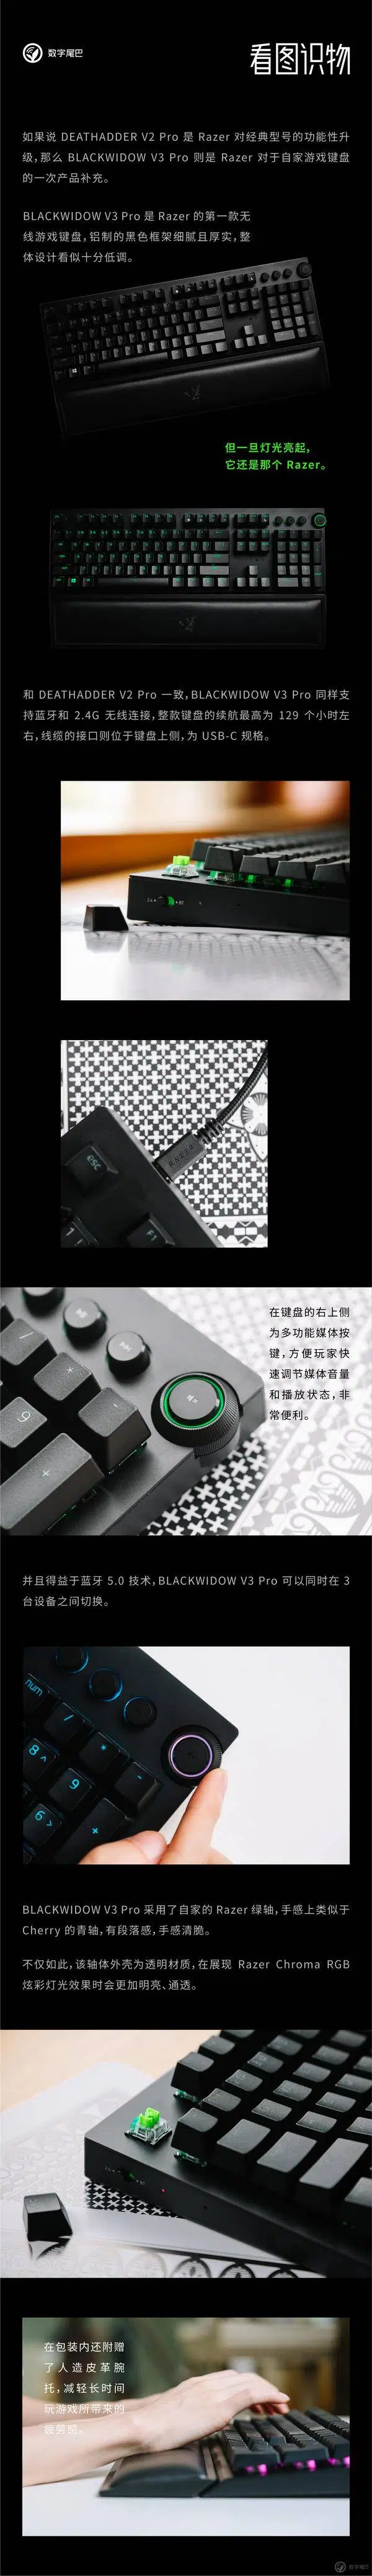 数字尾巴
看图识物
如果说 DEATHADDER V2 Pro 是 Razer 对经典型号的功能性升
级,那么 BLACKWIDOW V3 Pro 则是 Razer 对于自家游戏键盘
的一次产品补充。
BLACKWIDOW V3 Pro 是 Razer 的第一款无
线游戏键盘,铝制的黑色框架细腻且厚实,整
体设计看似十分低调。
但一旦灯光亮起,
它还是那个 Razer。
和 DEATHADDER V2 Pro 一致,BLACKWIDOW V3 Pro 同样支
持蓝牙和 2.4G 无线连接,整款键盘的续航最高为 129 个小时左
右,线缆的接口则位于键盘上侧,为 USB-C 规格。
RAZER
esc
1
F1
在键盘的右上侧
为多功能媒体按
键,方便玩家快
速调节媒体音量
和播放状态,非
常便利。
/
*
-
9
+
并且得益于蓝牙 5.0 技术,BLACKWIDOW V3 Pro 可以同时在 3
台设备之间切换。
num
/
*
-
8
9
6
+
BLACKWIDOW V3 Pro 采用了自家的 Razer 绿轴,手感上类似于
Cherry 的青轴,有段落感,手感清脆。
不仅如此,该轴体外壳为透明材质,在展现 Razer Chroma RGB
炫彩灯光效果时会更加明亮、通透。
在包装内还附赠
了人造皮革腕
托,减轻长时间
玩游戏所带来的
疲劳感。
数字尾巴